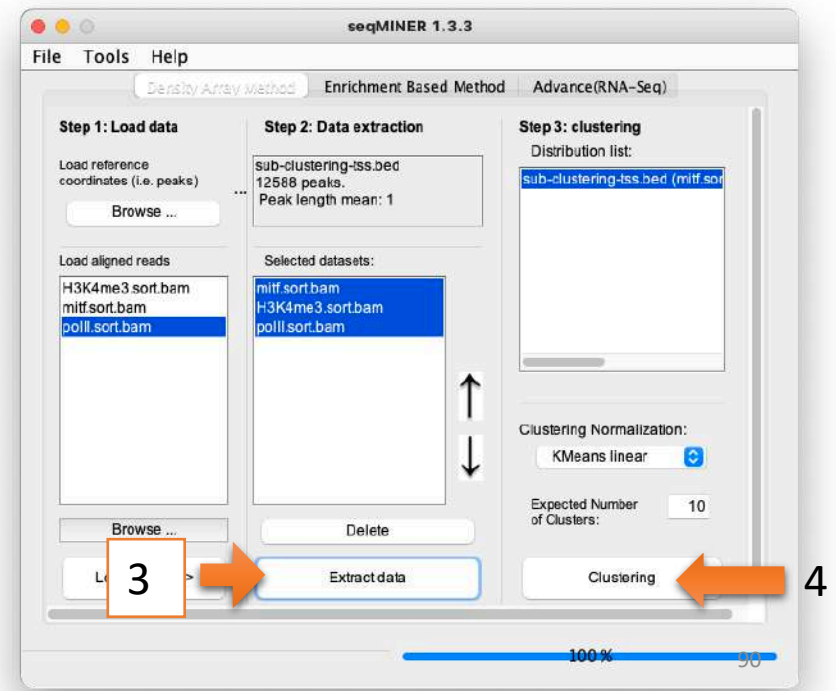 seqMINER 1.3.3
File Tools Help
Density Array Method Enrichment Based Method Advance(RNA-Seq)
Step 1: Load data
Load reference
coordinates (i.e. peaks)
...
Browse ...
Load aligned reads
H3K4me3.sort.bam
mitf.sort.bam
polII.sort.bam
Browse ...
3
Step 2: Data extraction
sub-clustering-tss.bed
12588 peaks.
Peak length mean: 1
Selected datasets:
mitf.sort.bam
H3K4me3.sort.bam
polII.sort.bam
Delete
Extract data
Step 3: clustering
Distribution list:
sub-clustering-tss.bed (mitf.sor
Clustering Normalization:
KMeans linear
Expected Number
of Clusters:
10
Clustering
4
100 %
90